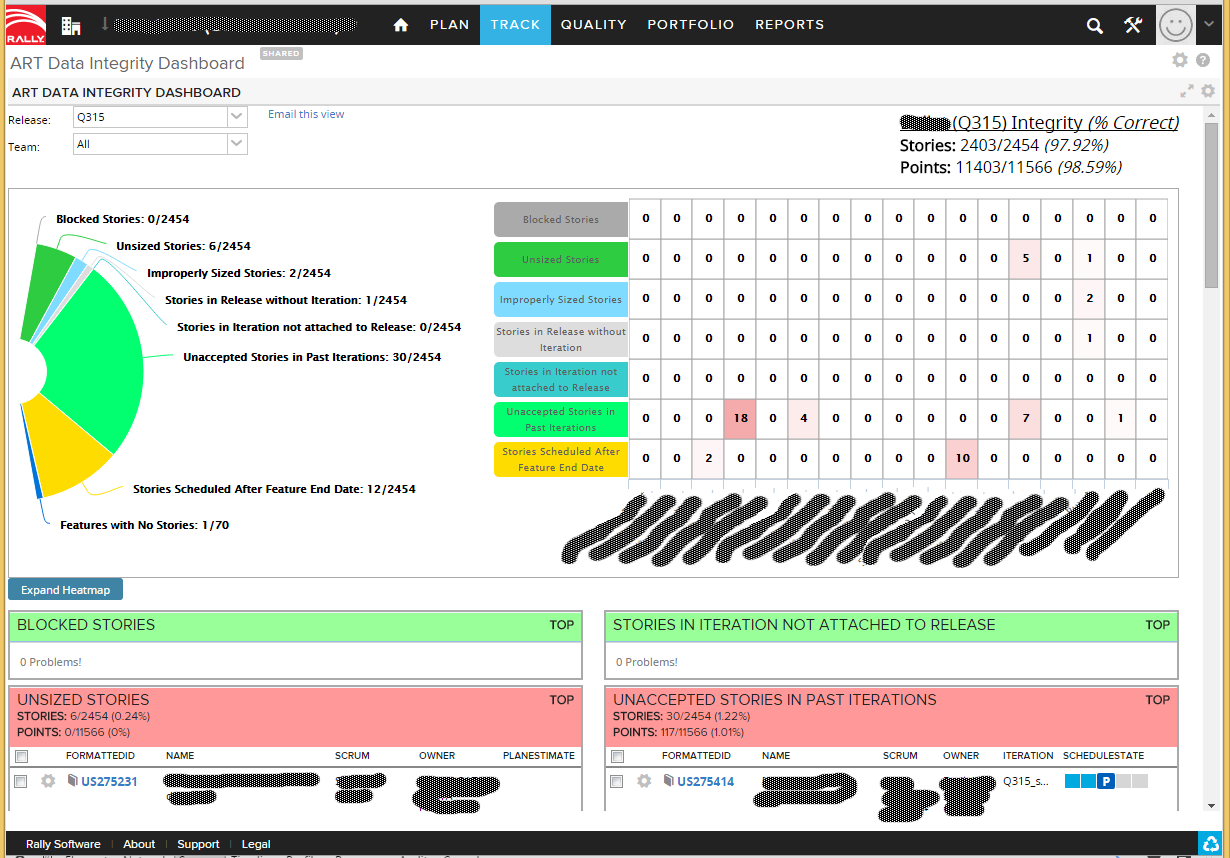 RALLY
PLAN TRACK QUALITY PORTFOLIO REPORTS
ART Data Integrity Dashboard SHARED
ART DATA INTEGRITY DASHBOARD
Release: Q315 Email this view
Team: All
(Q315) Integrity (% Correct)
Stories: 2403/2454 (97.92%)
Points: 11403/11566 (98.59%)
Blocked Stories: 0/2454
Unsized Stories: 6/2454
Improperly Sized Stories: 2/2454
Stories in Release without Iteration: 1/2454
Stories in Iteration not attached to Release: 0/2454
Unaccepted Stories in Past Iterations: 30/2454
Stories Scheduled After Feature End Date: 12/2454
Features with No Stories: 1/70
Blocked Stories 0 0 0 0 0 0 0 0 0 0 0 0 0 0 0 0 0
Unsized Stories 0 0 0 0 0 0 0 0 0 0 0 0 5 0 1 0 0
Improperly Sized Stories 0 0 0 0 0 0 0 0 0 0 0 0 0 0 2 0 0
Stories in Release without
Iteration 0 0 0 0 0 0 0 0 0 0 0 0 0 0 1 0 0
Stories in Iteration not
attached to Release 0 0 0 0 0 0 0 0 0 0 0 0 0 0 0 0 0
Unaccepted Stories in
Past Iterations 0 0 0 18 0 4 0 0 0 0 0 0 7 0 0 1 0
Stories Scheduled After
Feature End Date 0 0 2 0 0 0 0 0 0 0 10 0 0 0 0 0 0
Expand Heatmap
BLOCKED STORIES TOP
0 Problems!
STORIES IN ITERATION NOT ATTACHED TO RELEASE TOP
0 Problems!
UNSIZED STORIES TOP
STORIES: 6/2454 (0.24%)
POINTS: 0/11566 (0%)
FORMATTEDID NAME SCRUM OWNER PLANESTIMATE
US275231
UNACCEPTED STORIES IN PAST ITERATIONS TOP
STORIES: 30/2454 (1.22%)
POINTS: 117/11566 (1.01%)
FORMATTEDID NAME SCRUM OWNER ITERATION SCHEDULESTATE
US275414 Q315_s... P
Rally Software About Support Legal